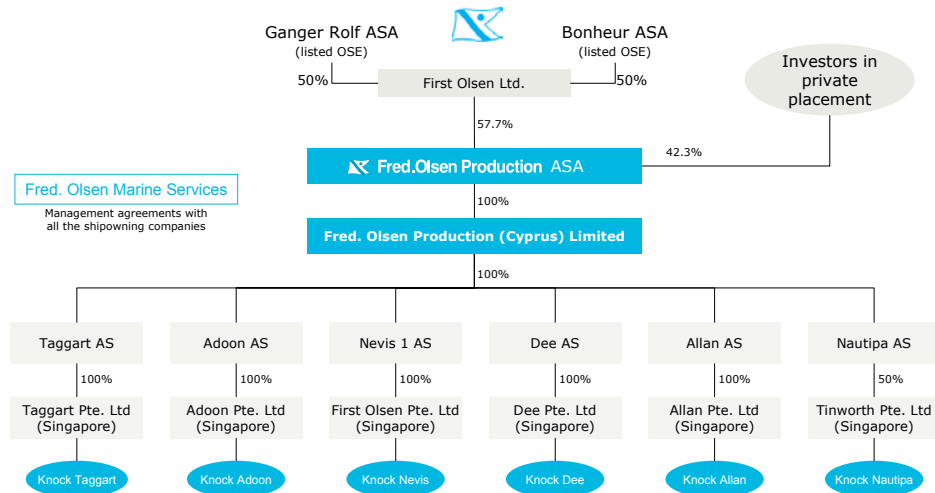 Ganger Rolf ASA
(listed OSE)
Bonheur ASA
(listed OSE)
50%
First Olsen Ltd.
50%
Investors in
private
placement
57.7%
42.3%
Fred.Olsen Production ASA
Fred. Olsen Marine Services
Management agreements with
all the shipowning companies
100%
Fred. Olsen Production (Cyprus) Limited
100%
Taggart AS
Adoon AS
Nevis 1 AS
Dee AS
Allan AS
Nautipa AS
100%
100%
100%
100%
100%
50%
Taggart Pte. Ltd
(Singapore)
Adoon Pte. Ltd
(Singapore)
First Olsen Pte. Ltd
(Singapore)
Dee Pte. Ltd
(Singapore)
Allan Pte. Ltd
(Singapore)
Tinworth Pte. Ltd
(Singapore)
Knock Taggart
Knock Adoon
Knock Nevis
Knock Dee
Knock Allan
Knock Nautipa